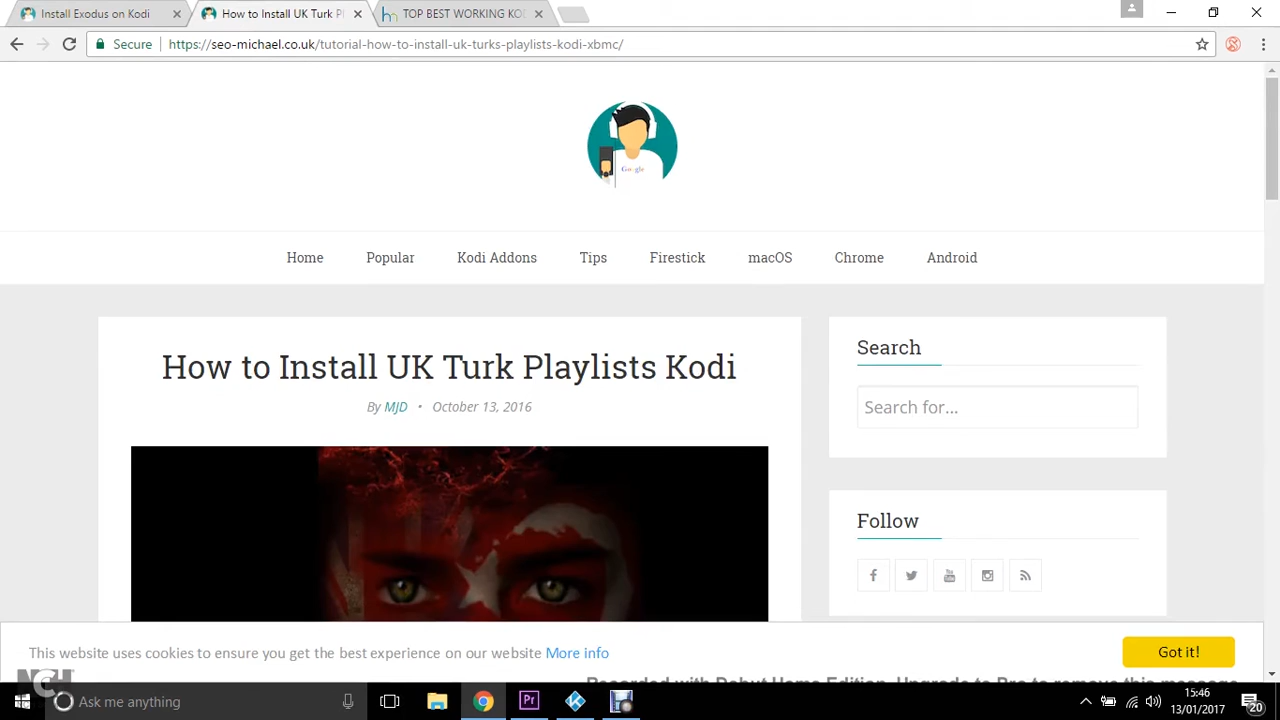 Install Exodus on Kodi
How to Install UK Turk Pl
TOP BEST WORKING KO
Secure
https://seo-michael.co.uk/tutorial-how-to-install-uk-turks-playlists-kodi-xbmc/
Google
Home
Popular
Kodi Addons
Tips
Firestick
macOS
Chrome
Android
How to Install UK Turk Playlists Kodi
By MJD • October 13, 2016
Search
Search for...
Follow
This website uses cookies to ensure you get the best experience on our website More info
Got it!
NCH
Recorded with Debut Home Edition. Upgrade to Pro to remove this message
Ask me anything
Pr
15:46
13/01/2017
20